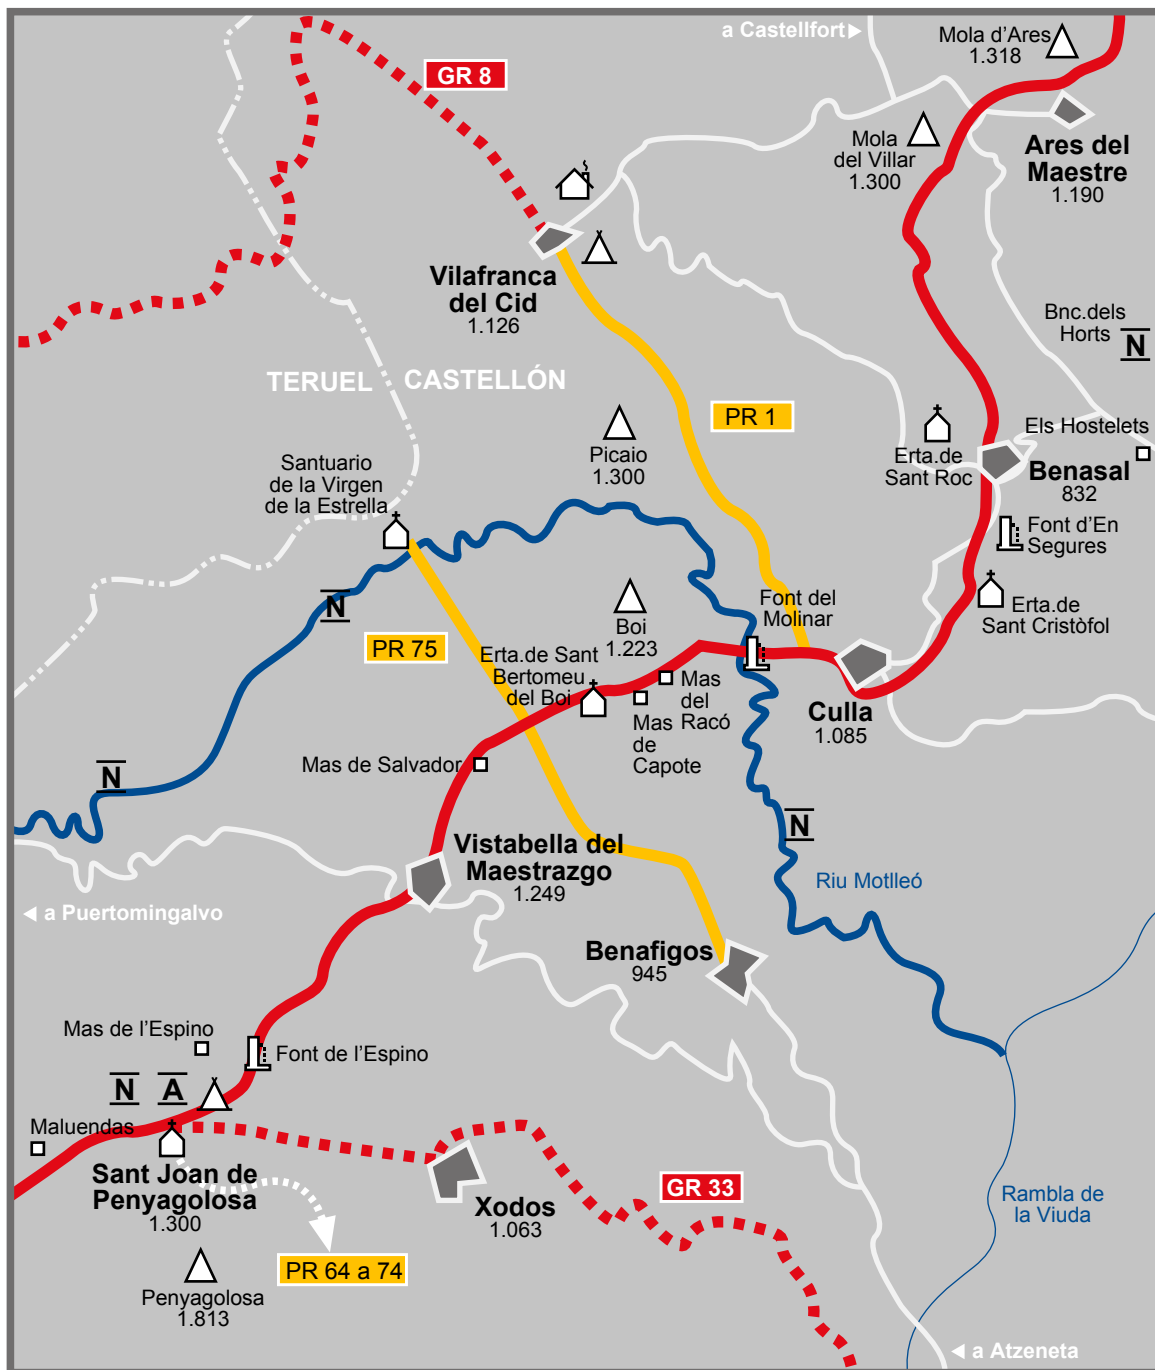 a Castellfort
Mola d'Ares
1.318
GR 8
Mola
del Villar
1.300
Ares del
Maestre
1.190
Vilafranca
del Cid
1.126
Bnc.dels
Horts
N
TERUEL
CASTELLÓN
PR 1
Picaio
1.300
Erta.de
Sant Roc
Els Hostelets
Benasal
832
Santuario
de la Virgen
de la Estrella
Font d'En
Segures
N
Boi
1.223
Font del
Molinar
Erta.de
Sant Cristòfol
PR 75
Erta.de Sant
Bertomeu
del Boi
Mas
del
Racó
Mas
de
Capote
Culla
1.085
N
Mas de Salvador
N
Vistabella del
Maestrazgo
1.249
Riu Motlleó
a Puertomingalvo
Benafigos
945
Mas de l'Espino
Font de l'Espino
N
A
Maluendas
Sant Joan de
Penyagolosa
1.300
Xodos
1.063
GR 33
Rambla de
la Viuda
PR 64 a 74
Penyagolosa
1.813
a Atzeneta